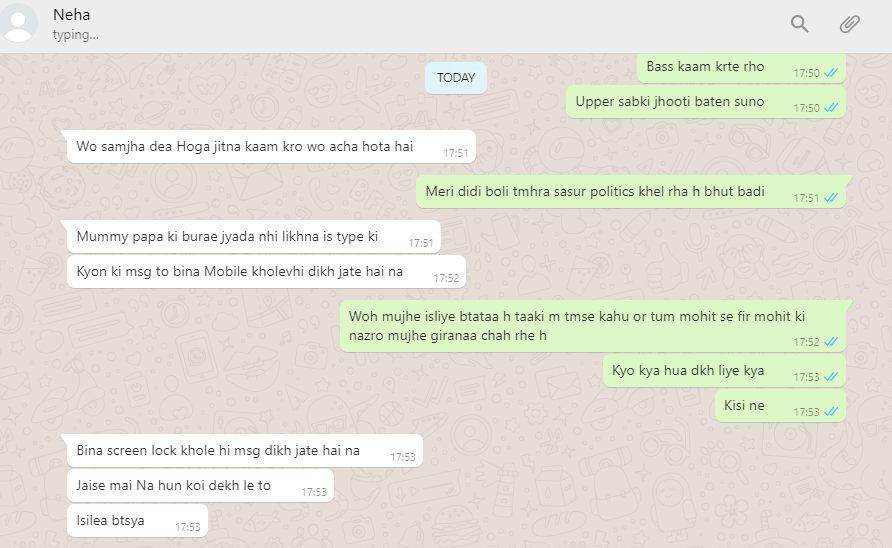 Neha
typing...
Bass kaam krte rho
17:50
TODAY
Upper sabki jhooti baten suno
17:50
Wo samjha dea Hoga jitna kaam kro wo acha hota hai
17:51
Meri didi boli tmhra sasur politics khel rha h bhut badi
17:51
Mummy papa ki burae jyada nhi likhna is type ki
17:51
Kyon ki msg to bina Mobile kholevhi dikh jate hai na
17:52
Woh mujhe isliye btataa h taaki m tmse kahu or tum mohit se fir mohit ki
nazro mujhe giranaa chah rhe h
17:52
Kyo kya hua dkh liye kya
17:53
Kisi ne
17:53
Bina screen lock khole hi msg dikh jate hai na
17:53
Jaise mai Na hun koi dekh le to
17:53
Isilea btsya
17:53